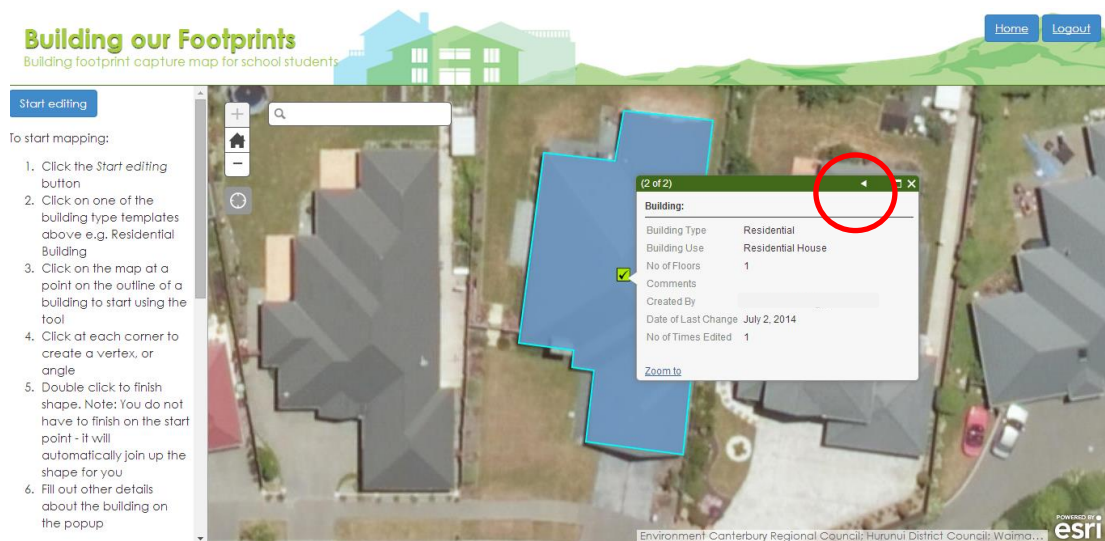 Building our Footprints
Building footprint capture map for school students
Home
Logout
Start editing
To start mapping:
1. Click the Start editing
button
2. Click on one of the
building type templates
above e.g. Residential
Building
3. Click on the map at a
point on the outline of a
building to start using the
tool
4. Click at each corner to
create a vertex, or
angle
5. Double click to finish
shape. Note: You do not
have to finish on the start
point - it will
automatically join up the
shape for you
6. Fill out other details
about the building on
the popup
(2 of 2)
Building:
Building Type Residential
Building Use Residential House
No of Floors 1
Comments
Created By
Date of Last Change July 2, 2014
No of Times Edited 1
Zoom to
Environment Canterbury Regional Council; Hurunui District Council; Waima...
POWERED BY
esri